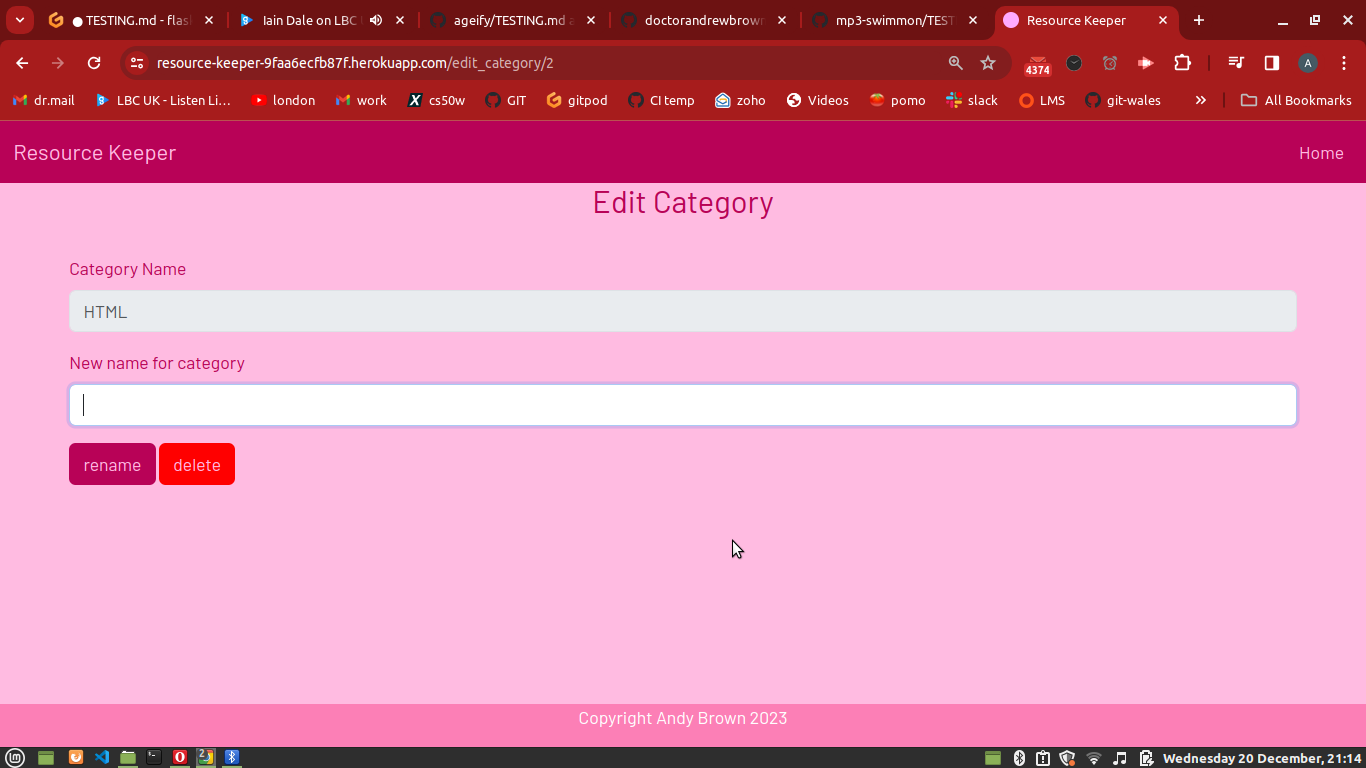 TESTING.md - flas
Iain Dale on LBC
ageify/TESTING.md a
doctorandrewbrown
mp3-swimmon/TEST
Resource Keeper
resource-keeper-9faa6ecfb87f.herokuapp.com/edit_category/2
4374
A
dr.mail
LBC UK - Listen Li...
london
work
cs50w
GIT
gitpod
CI temp
zoho
Videos
pomo
slack
LMS
git-wales
All Bookmarks
Resource Keeper
Home
Edit Category
Category Name
HTML
New name for category
rename
delete
Copyright Andy Brown 2023
2
Wednesday 20 December, 21:14